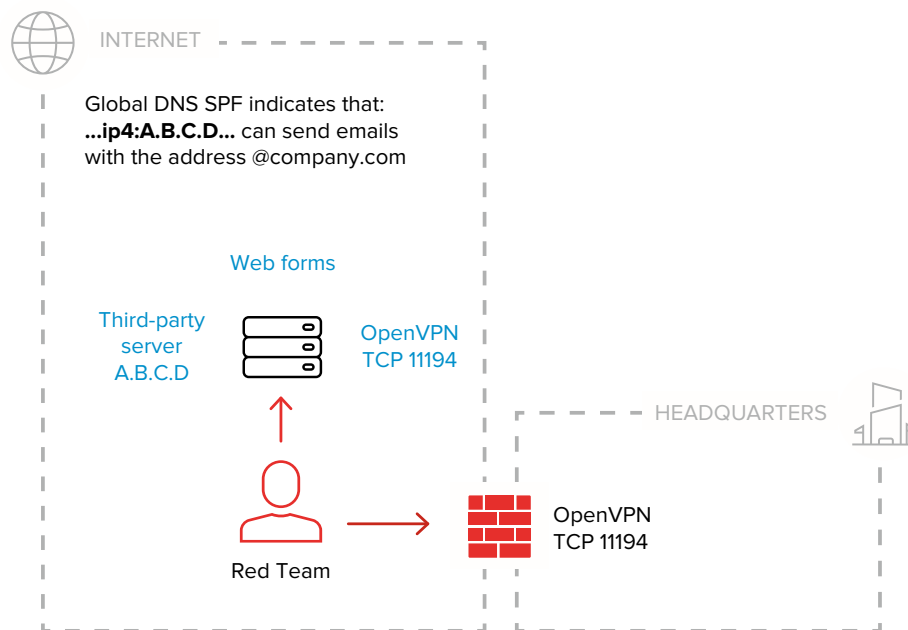 INTERNET
Global DNS SPF indicates that:
...ip4:A.B.C.D... can send emails
with the address @company.com
Web forms
Third-party
server
A.B.C.D
OpenVPN
TCP 11194
HEADQUARTERS
OpenVPN
TCP 11194
Red Team